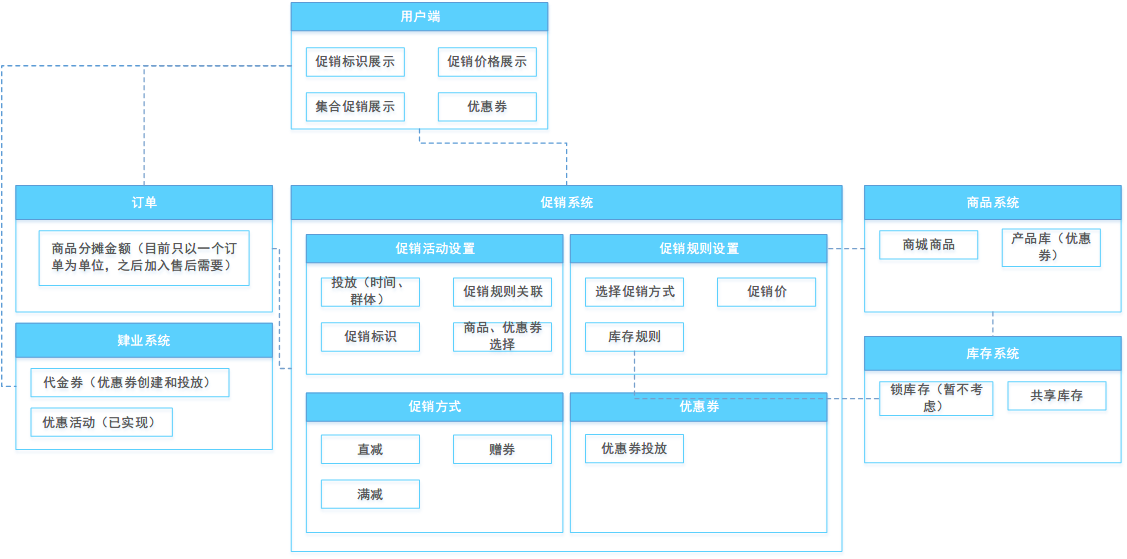 用户端
促销标识展示
促销价格展示
集合促销展示
优惠券
订单
商品分摊金额（目前只以一个订
单为单位，之后加入售后需要）
肆业系统
代金券（优惠券创建和投放）
优惠活动（已实现）
促销系统
促销活动设置
投放（时间、
群体）
促销规则关联
促销标识
商品、优惠券
选择
促销规则设置
选择促销方式
促销价
库存规则
促销方式
直减
赠券
满减
优惠券
优惠券投放
商品系统
商城商品
产品库（优惠
券）
库存系统
锁库存（暂不考
虑）
共享库存